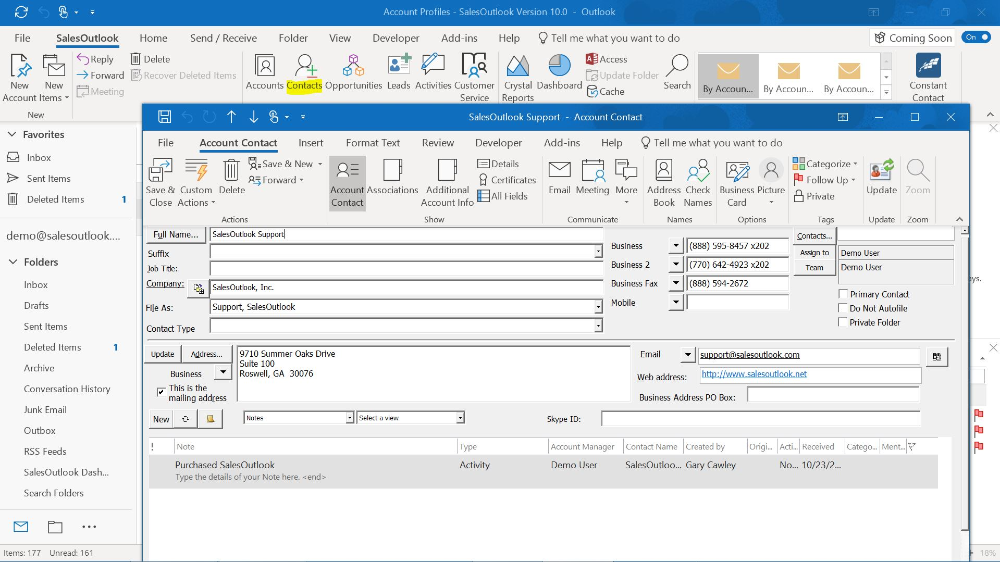 Account Profiles - SalesOutlook Version 10.0 - Outlook
File SalesOutlook Home Send / Receive Folder View Developer Add-ins Help Tell me what you want to do Coming Soon On
New Account
New Items
Reply
Forward
Meeting
Delete
Recover Deleted Items
New
Accounts
Contacts
Opportunities
Leads
Activities
Customer Service
Crystal Reports
Dashboard
Access
Update Folder
Cache
Search
By Accoun...
By Accoun...
By Accoun...
Constant Contact
Favorites
Inbox
Sent Items
Deleted Items 1
demo@salesoutlook....
Folders
Inbox
Drafts
Sent Items
Deleted Items 1
Archive
Conversation History
Junk Email
Outbox
RSS Feeds
SalesOutlook Dash...
Search Folders
Items: 177 Unread: 161
SalesOutlook Support - Account Contact
File Account Contact Insert Format Text Review Developer Add-ins Help Tell me what you want to do
Save & Close
Custom Actions
Delete
Save & New
Forward
Actions
Account Contact
Associations
Additional Account Info
Details
Certificates
All Fields
Show
Email
Meeting
More
Communicate
Address Book
Check Names
Names
Business Card
Picture
Options
Categorize
Follow Up
Private
Tags
Update
Update
Zoom
Zoom
Full Name... SalesOutlook Support
Suffix
Job Title:
Company: SalesOutlook, Inc.
File As: Support, SalesOutlook
Contact Type
Business (888) 595-8457 x202
Business 2 (770) 642-4923 x202
Business Fax (888) 594-2672
Mobile
Contacts...
Assign to Demo User
Team Demo User
Primary Contact
Do Not Autofile
Private Folder
ays.
Update Address...
Business
This is the
mailing address
9710 Summer Oaks Drive
Suite 100
Roswell, GA 30076
Email support@salesoutlook.com
Web address: http://www.salesoutlook.net
Business Address PO Box:
New Notes Select a view Skype ID:
! Note Type Account Manager Contact Name Created by Origi... Acti... Received Catego... Ment...
Purchased SalesOutlook Activity Demo User SalesOutloo... Gary Cawley No... 10/23/2...
Type the details of your Note here. <end>
18%